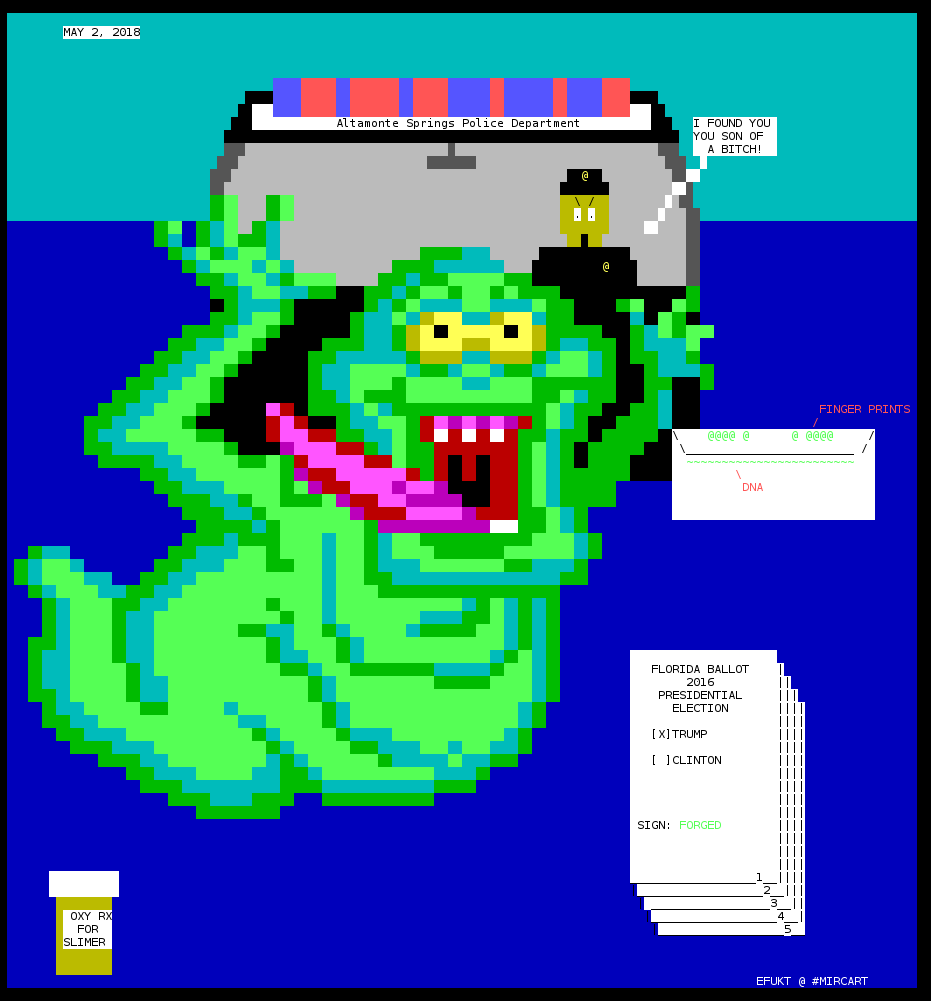 MAY 2, 2018
Altamonte Springs Police Department
I FOUND YOU
YOU SON OF
A BITCH!
@
@
FINGER PRINTS
@@@@ @ @ @@@@
DNA
FLORIDA BALLOT
2016
PRESIDENTIAL
ELECTION
[X]TRUMP
[ ]CLINTON
SIGN: FORGED
1
2
3
4
5
OXY RX
FOR
SLIMER
EFUKT @ #MIRCART